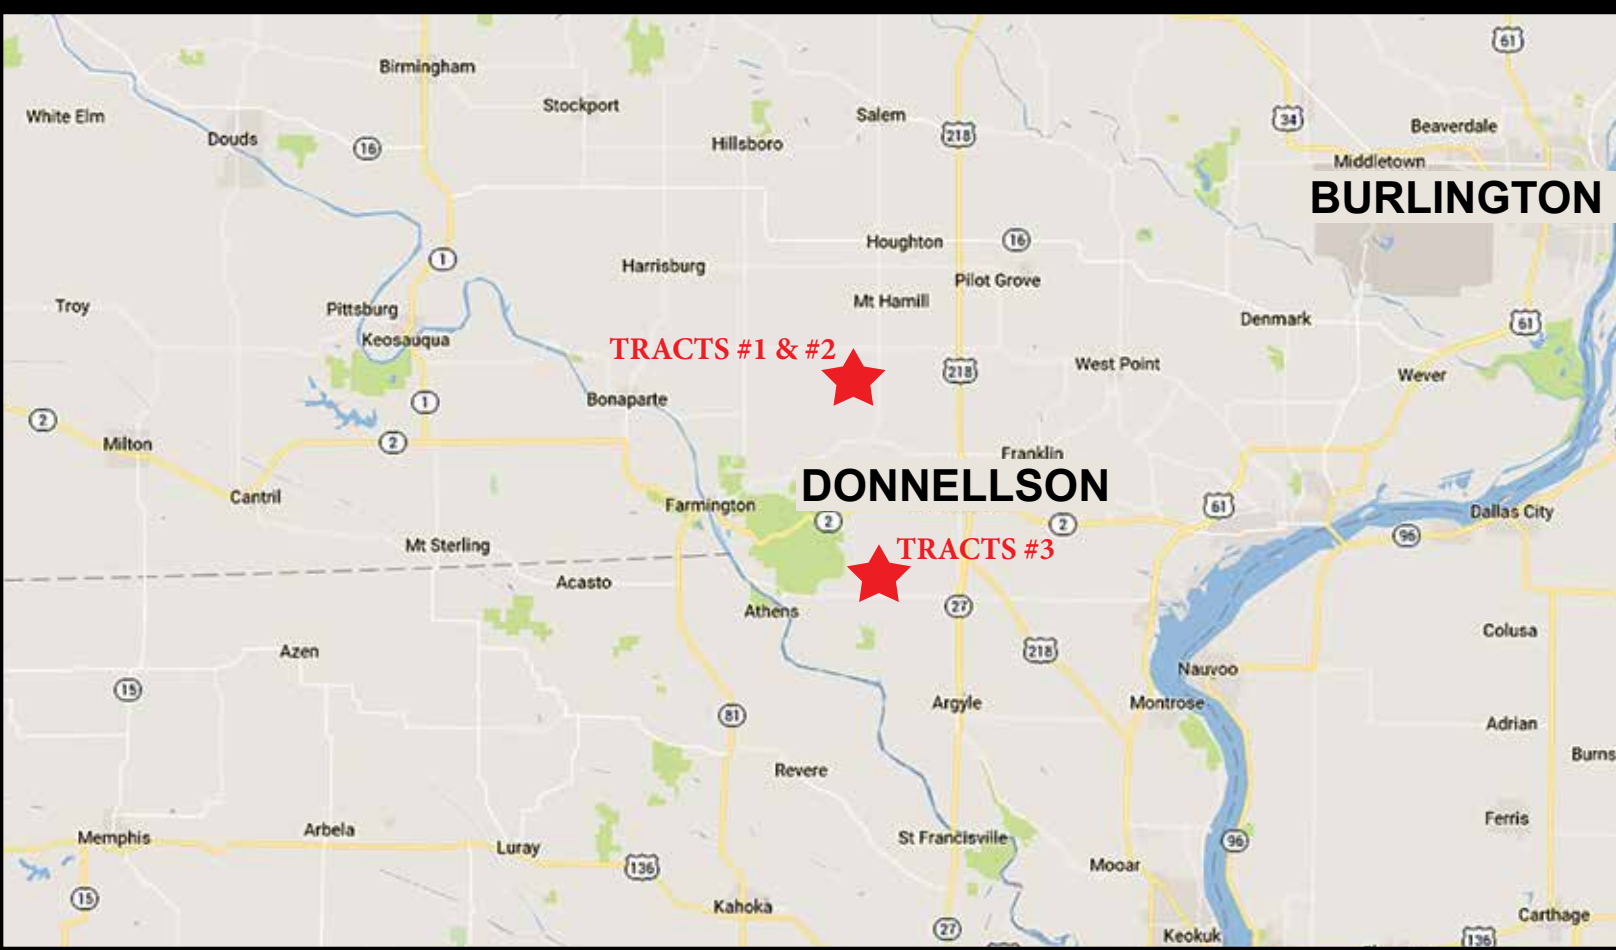 61
Birmingham
Stockport
White Elm
Salem
34
Beaverdale
Douds
16
Hillsboro
218
Middletown
BURLINGTON
Houghton
16
1
Harrisburg
Pilot Grove
Troy
Pittsburg
Mt Hamill
Denmark
61
Keosauqua
TRACTS #1 & #2
218
West Point
Wever
Bonaparte
1
2
Milton
2
Franklin
DONNELLSON
Cantril
Farmington
61
Dallas City
2
2
96
Mt Sterling
TRACTS #3
Acasto
Athens
27
Colusa
Azen
218
Nauvoo
15
Argyle
Montrose
81
Adrian
Burns
Revere
Ferris
Arbela
Memphis
St Francisville
96
Luray
136
Mooar
15
Kahoka
Carthage
27
Keokuk
136